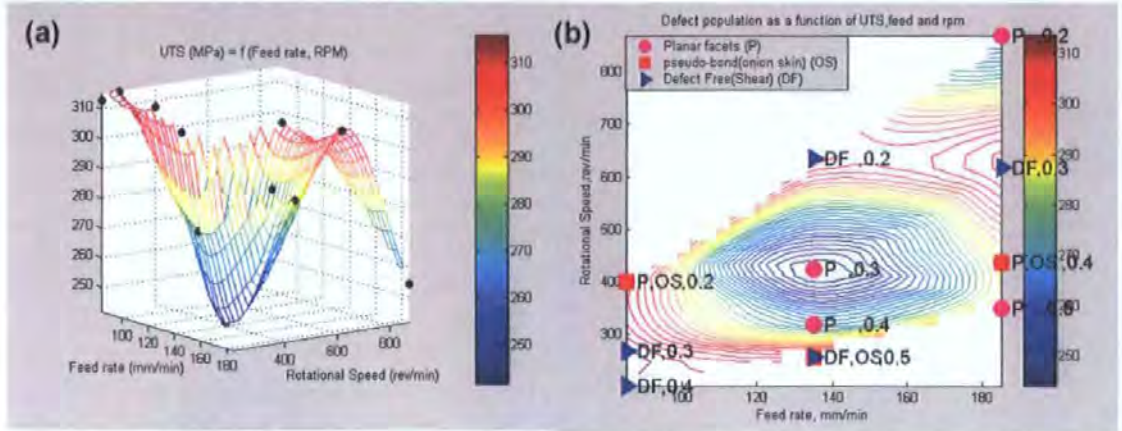 (a)
UTS (MPa) = f (Feed rate, RPM)
310
300
290
280
270
260
250
100
120
140
160
180
400
600
800
Feed rate (mm/min)
Rotational Speed (rev/min)
310
300
290
280
270
260
250
(b)
Defect population as a function of UTS,feed and rpm
Planar facets (P)
pseudo-bond(onion skin) (OS)
Defect Free(Shear) (DF)
800
700
600
500
400
300
Rotational Speed,rev/min
P ,0.2
DF ,0.2
DF,0.3
P,OS,0.4
P ,0.3
P,OS,0.2
P ,0.4
DF,0.3
DF,OS,0.5
DF,0.4
100
120
140
160
180
Feed rate, mm/min
310
300
290
280
270
250